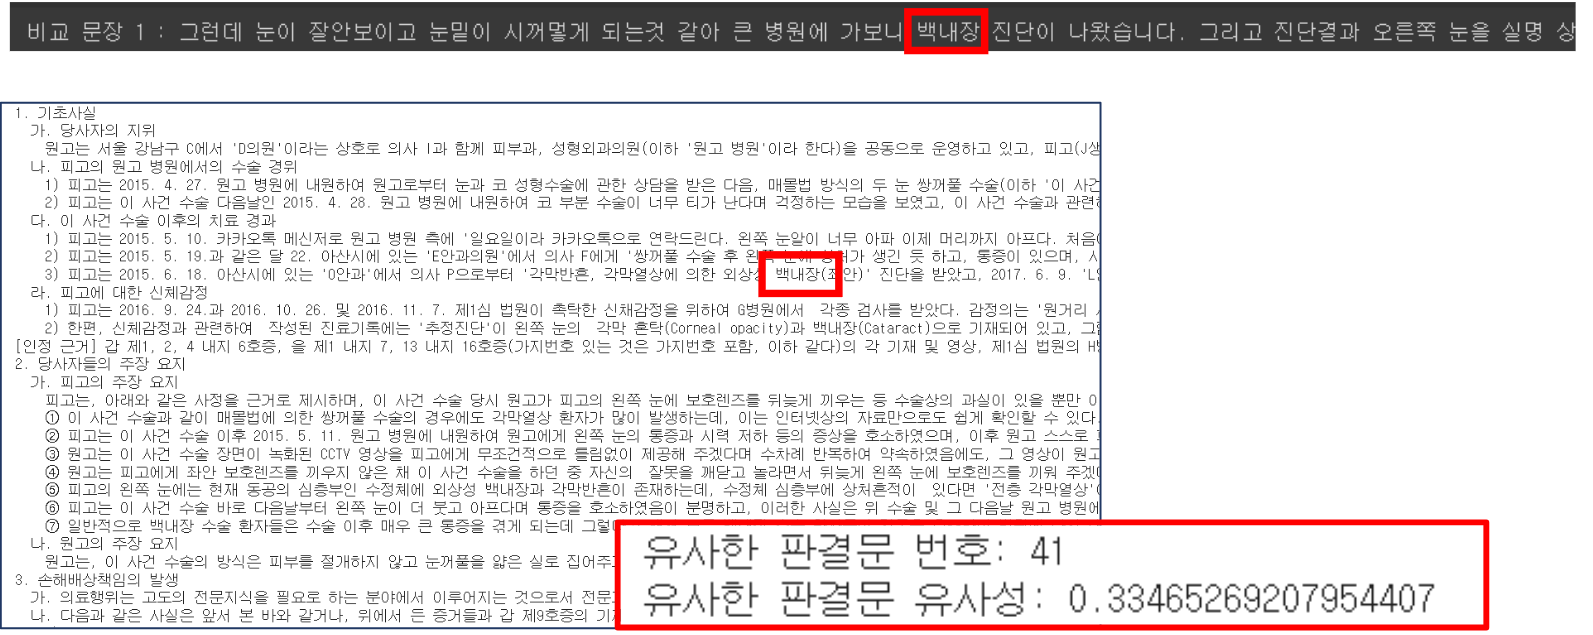 비교 문장 1 : 그런데 눈이 잘안보이고 눈밑이 시꺼멓게 되는것 같아 큰 병원에 가보니 백내장 진단이 나왔습니다. 그리고 진단결과 오른쪽 눈을 실명 상
1. 기초사실
가. 당사자의 지위
원고는 서울 강남구 C에서 'D의원'이라는 상호로 의사 I과 함께 피부과, 성형외과의원(이하 '원고 병원'이라 한다)을 공동으로 운영하고 있고, 피고(J생
나. 피고의 원고 병원에서의 수술 경위
1) 피고는 2015. 4. 27. 원고 병원에 내원하여 원고로부터 눈과 코 성형수술에 관한 상담을 받은 다음, 매몰법 방식의 두 눈 쌍꺼풀 수술(이하 '이 사건
2) 피고는 이 사건 수술 다음날인 2015. 4. 28. 원고 병원에 내원하여 코 부분 수술이 너무 티가 난다며 걱정하는 모습을 보였고, 이 사건 수술과 관련
다. 이 사건 수술 이후의 치료 경과
1) 피고는 2015. 5. 10. 카카오톡 메신저로 원고 병원 측에 '일요일이라 카카오톡으로 연락드린다. 왼쪽 눈알이 너무 아파 이제 머리까지 아프다. 처음
2) 피고는 2015. 5. 19.과 같은 달 22. 아산시에 있는 'E안과의원'에서 의사 F에게 '쌍꺼풀 수술 후 왼쪽 눈에 상처가 생긴 듯 하고, 통증이 있으며,
3) 피고는 2015. 6. 18. 아산시에 있는 'O안과'에서 의사 P으로부터 '각막반흔, 각막열상에 의한 외상성 백내장(좌안)' 진단을 받았고, 2017. 6. 9.
라. 피고에 대한 신체감정
1) 피고는 2016. 9. 24.과 2016. 10. 26. 및 2016. 11. 7. 제1심 법원이 촉탁한 신채감정을 위하여 G병원에서 각종 검사를 받았다. 감정의는 '원거리
2) 한편, 신체감정과 관련하여 작성된 진료기록에는 '추정진단'이 왼쪽 눈의 각막 혼탁(Corneal opacity)과 백내장(Cataract)으로 기재되어 있고,
[인정 근거] 갑 제1, 2, 4 내지 6호증, 을 제1 내지 7, 13 내지 16호증(가지번호 있는 것은 가지번호 포함, 이하 같다)의 각 기재 및 영상, 제1심 법원의
2. 당사자들의 주장 요지
가. 피고의 주장 요지
피고는, 아래와 같은 사정을 근거로 제시하며, 이 사건 수술 당시 원고가 피고의 왼쪽 눈에 보호렌즈를 뒤늦게 끼우는 등 수술상의 과실이 있을 뿐만
① 이 사건 수술과 같이 매몰법에 의한 쌍꺼풀 수술의 경우에도 각막열상 환자가 많이 발생하는데, 이는 인터넷상의 자료만으로도 쉽게 확인할 수 있다.
② 피고는 이 사건 수술 이후 2015. 5. 11. 원고 병원에 내원하여 원고에게 왼쪽 눈의 통증과 시력 저하 등의 증상을 호소하였으며, 이후 원고 스스로
③ 원고는 이 사건 수술 장면이 녹화된 CCTV 영상을 피고에게 무조건적으로 틀림없이 제공해 주겠다며 수차례 반복하여 약속하였음에도, 그 영상이 원고
④ 원고는 피고에게 좌안 보호렌즈를 끼우지 않은 채 이 사건 수술을 하던 중 자신의 잘못을 깨닫고 놀라면서 뒤늦게 왼쪽 눈에 보호렌즈를 끼워
⑤ 피고의 왼쪽 눈에는 현재 동공의 심층부인 수정체에 외상성 백내장과 각막반흔이 존재하는데, 수정체 심층부에 상처흔적이 있다면 '전층 각막열상'
⑥ 피고는 이 사건 수술 바로 다음날부터 왼쪽 눈이 더 붓고 아프다며 통증을 호소하였음이 분명하고, 이러한 사실은 위 수술 및 그 다음날 원고 병원에
⑦ 일반적으로 백내장 수술 환자들은 수술 이후 매우 큰 통증을 겪게 되는데
나. 원고의 주장 요지
원고는, 이 사건 수술의 방식은 피부를 절개하지 않고 눈꺼풀을 얇은 실로 집어주
3. 손해배상책임의 발생
가. 의료행위는 고도의 전문지식을 필요로 하는 분야에서 이루어지는 것으로서 전문
나. 다음과 같은 사실은 앞서 본 바와 같거나, 위에서 든 증거들과 갑 제9호증의
유사한 판결문 번호: 41
유사한 판결문 유사성: 0.33465269207954407